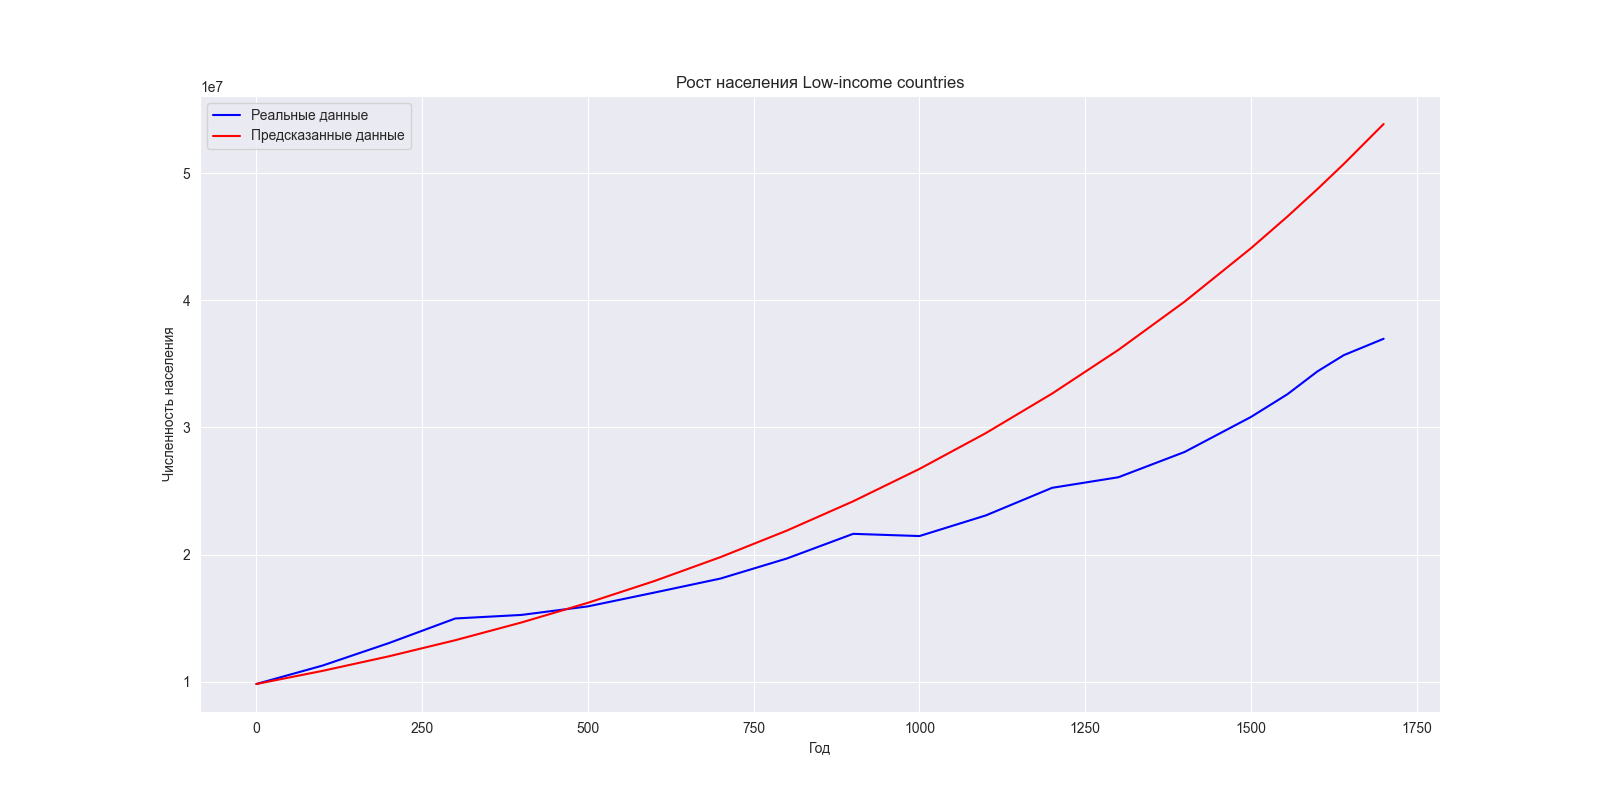 Рост населения Low-income countries
1e7
Реальные данные
Предсказанные данные
5
4
3
2
1
Численность населения
0 250 500 750 1000 1250 1500 1750
Год